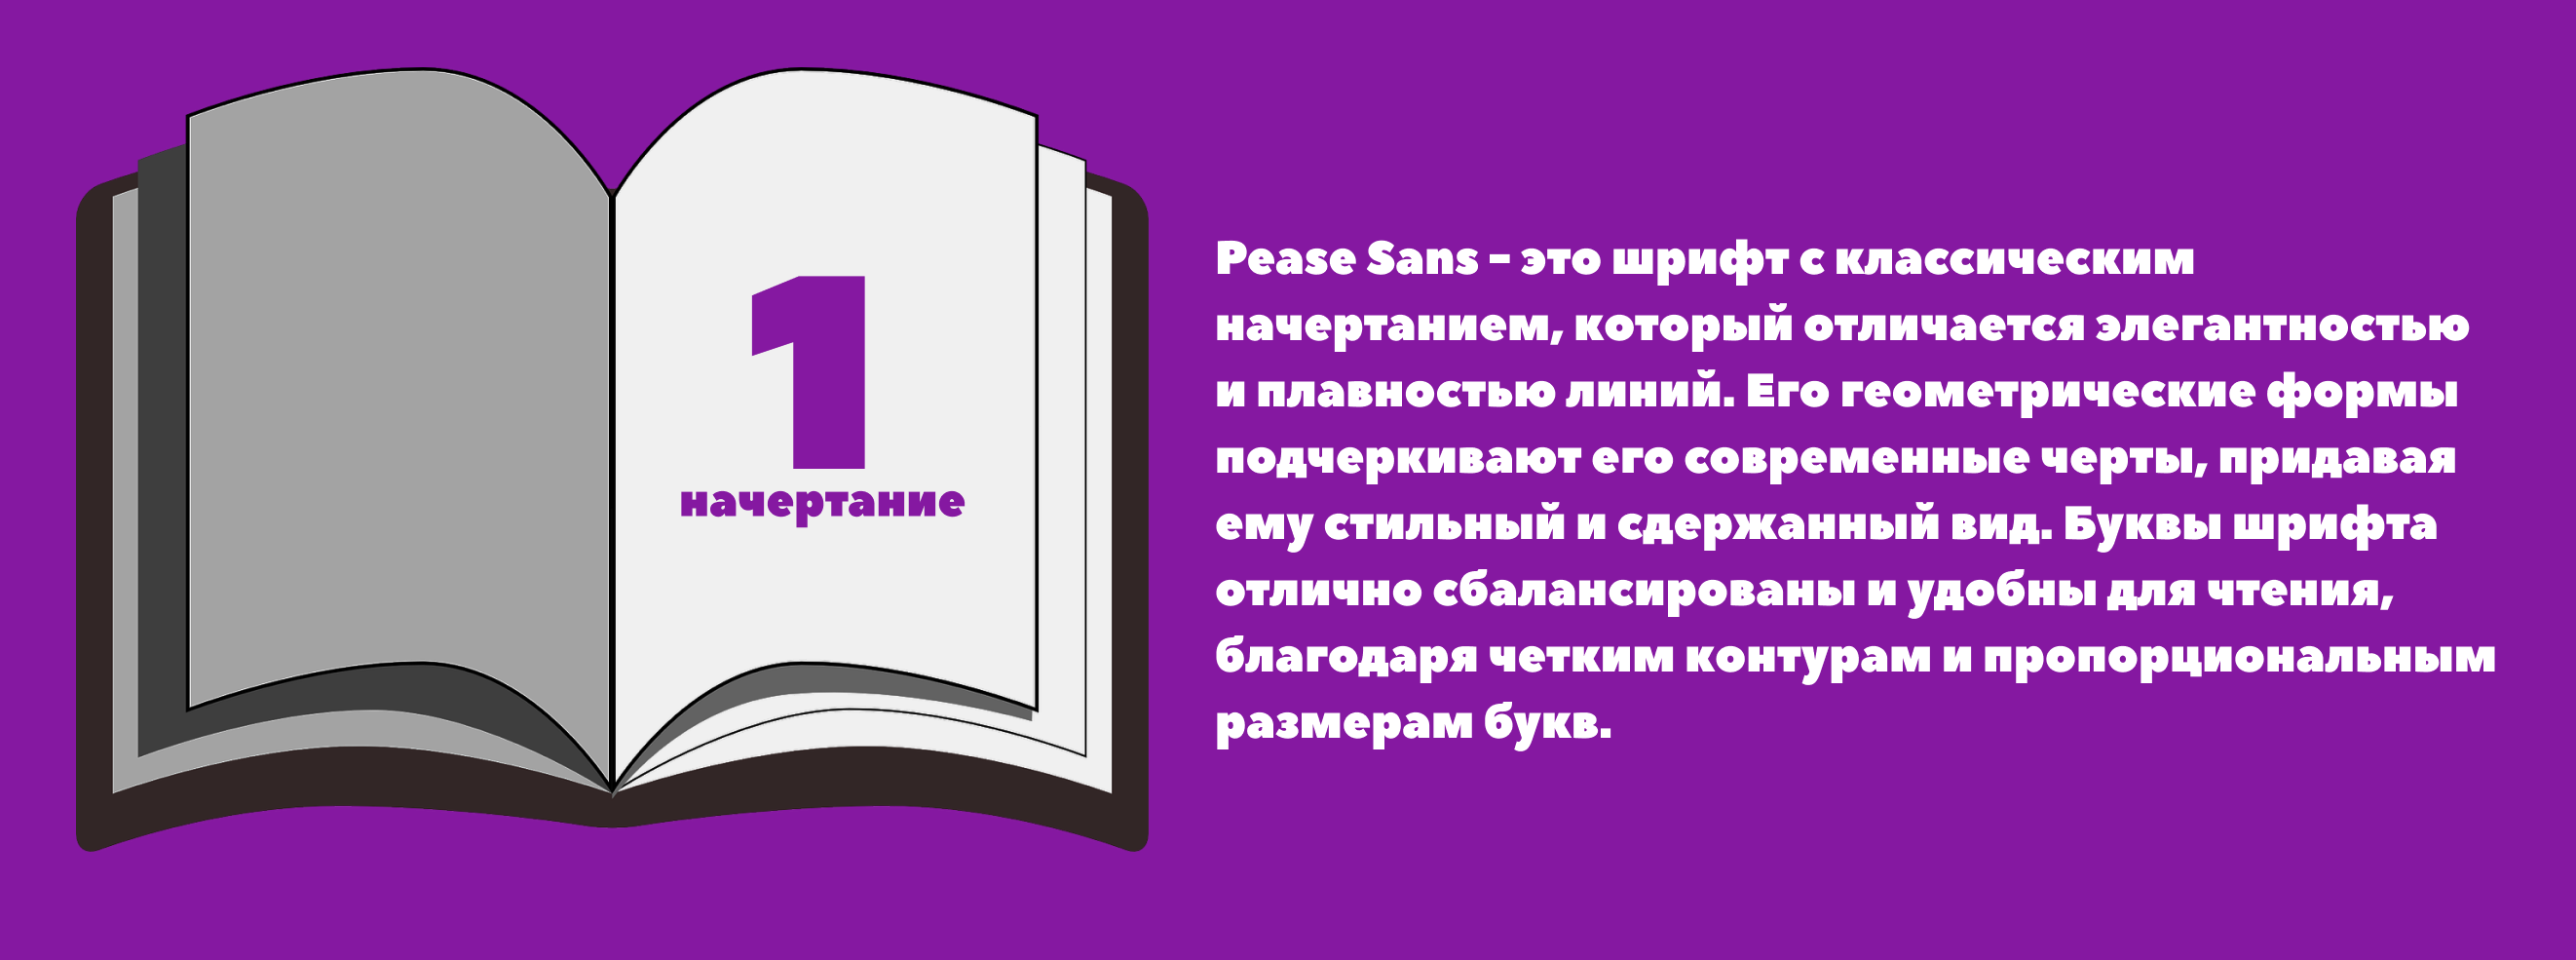 1
начертание
Pease Sans – это шрифт с классическим
начертанием, который отличается элегантностью
и плавностью линий. Его геометрические формы
подчеркивают его современные черты, придавая
ему стильный и сдержанный вид. Буквы шрифта
отлично сбалансированы и удобны для чтения,
благодаря четким контурам и пропорциональным
размерам букв.